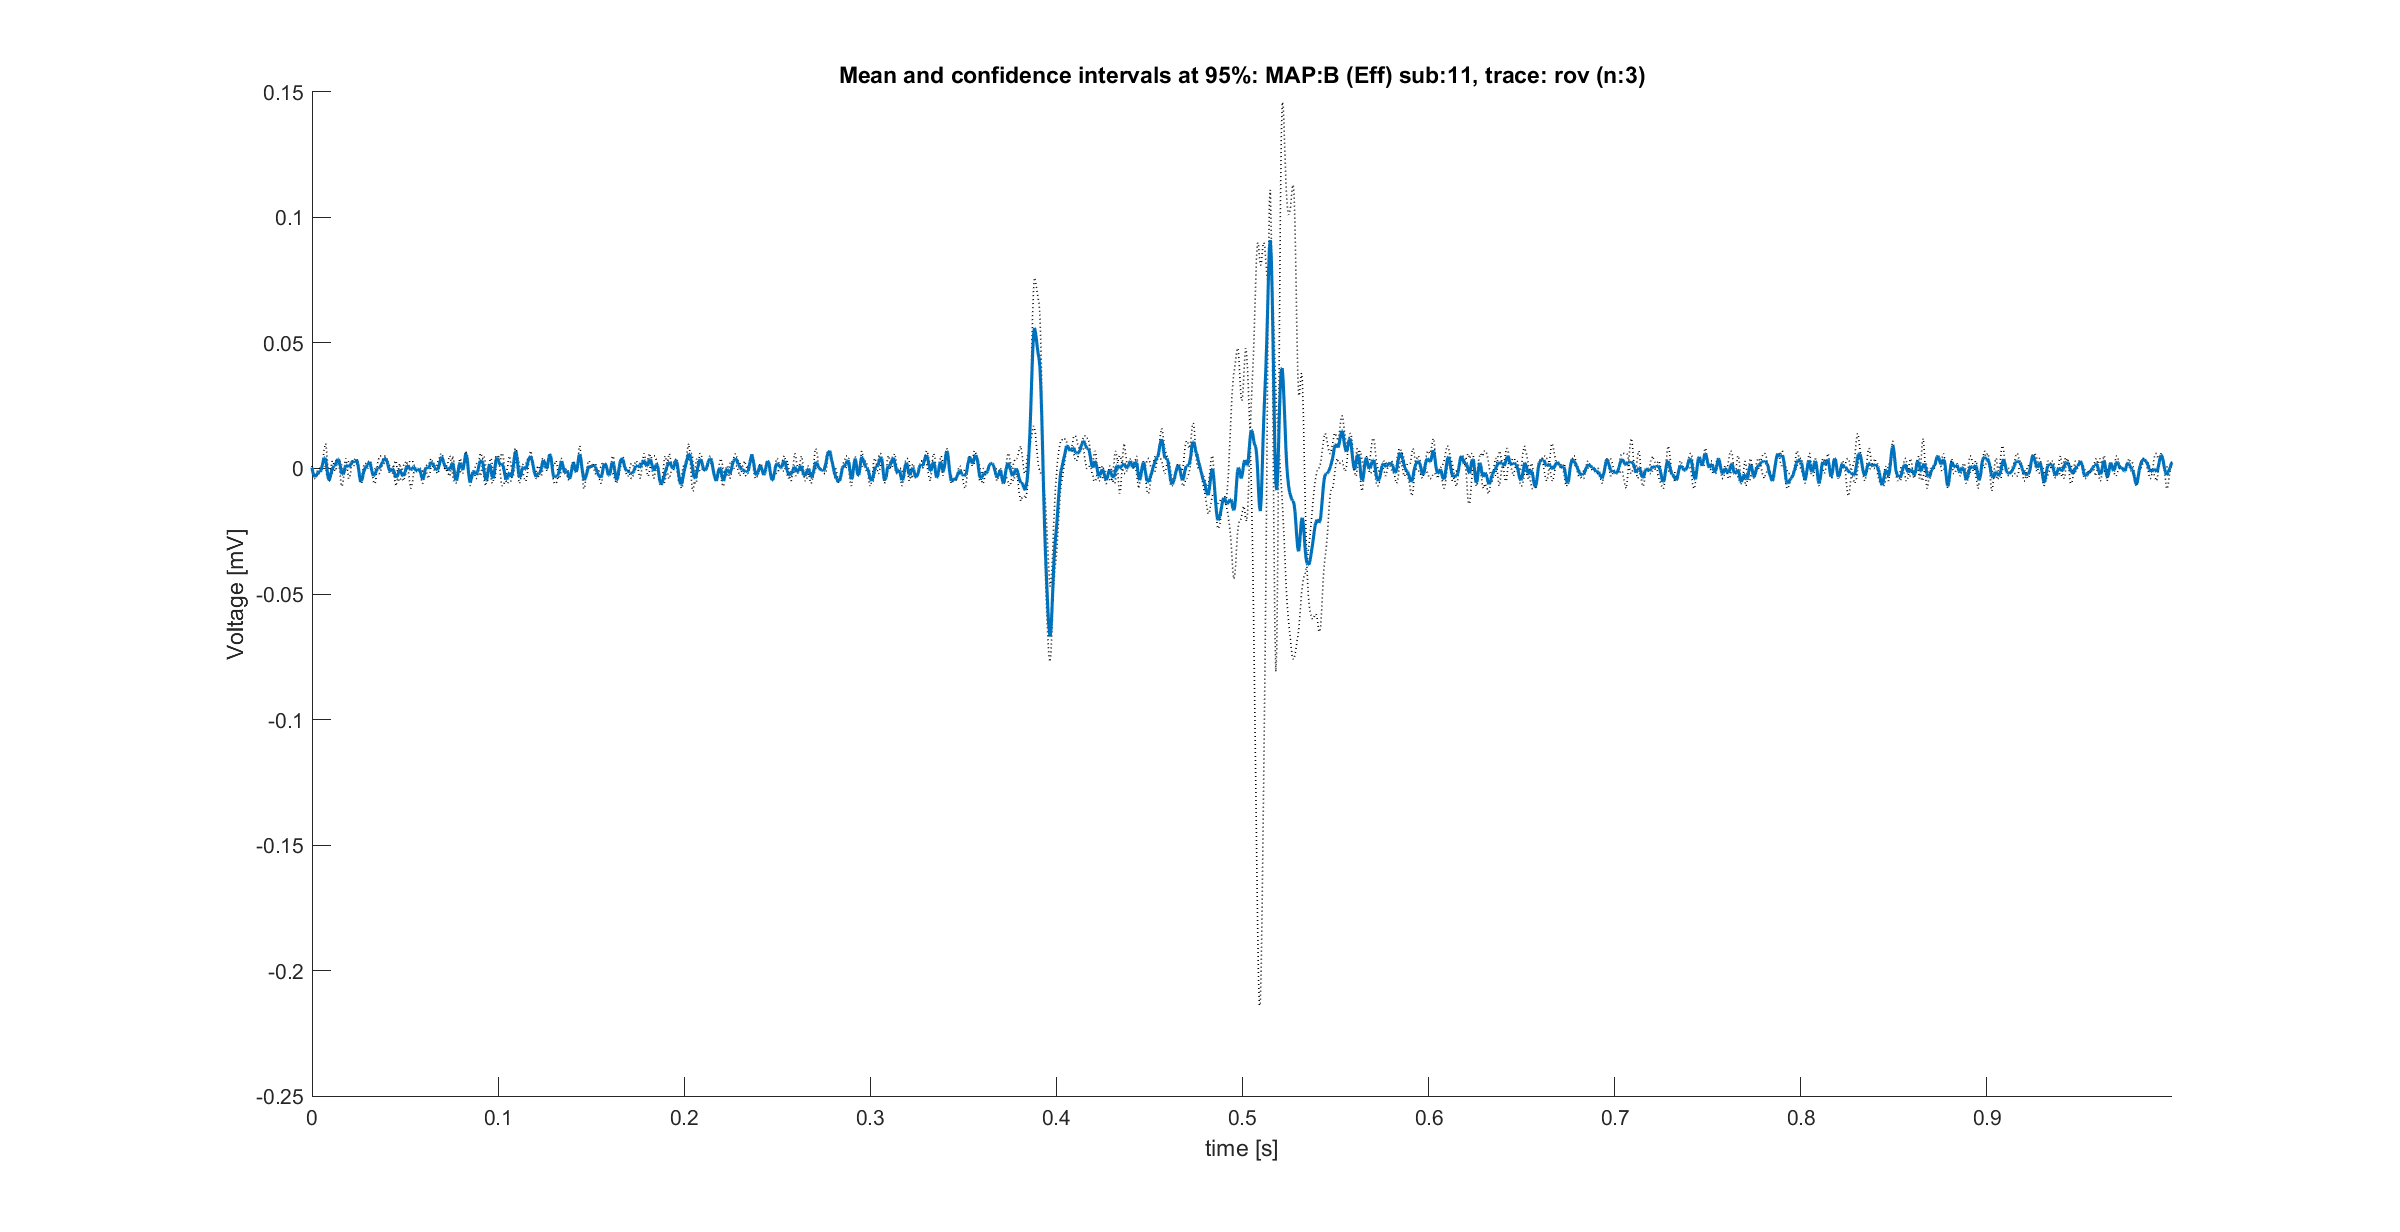 Mean and confidence intervals at 95%: MAP:B (Eff) sub:11, trace: rov (n:3)
0.15
0.1
0.05
0
-0.05
-0.1
-0.15
-0.2
-0.25
Voltage [mV]
0 0.1 0.2 0.3 0.4 0.5 0.6 0.7 0.8 0.9
time [s]